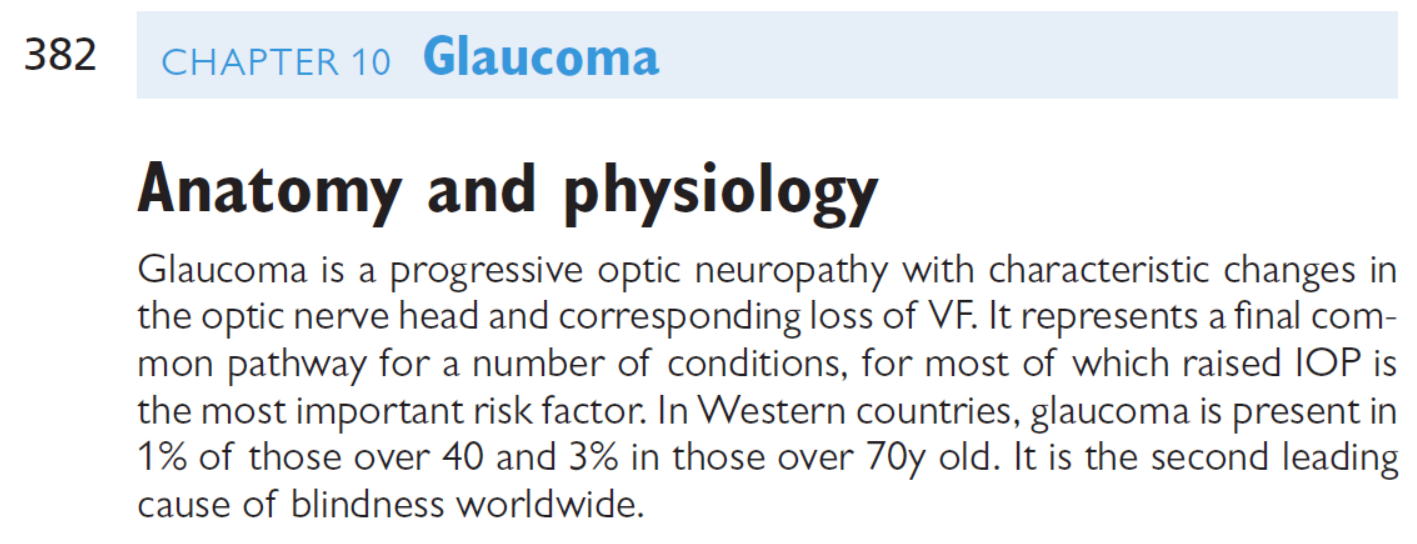 382 CHAPTER 10 Glaucoma
Anatomy and physiology
Glaucoma is a progressive optic neuropathy with characteristic changes in
the optic nerve head and corresponding loss of VF. It represents a final com-
mon pathway for a number of conditions, for most of which raised IOP is
the most important risk factor. In Western countries, glaucoma is present in
1% of those over 40 and 3% in those over 70y old. It is the second leading
cause of blindness worldwide.